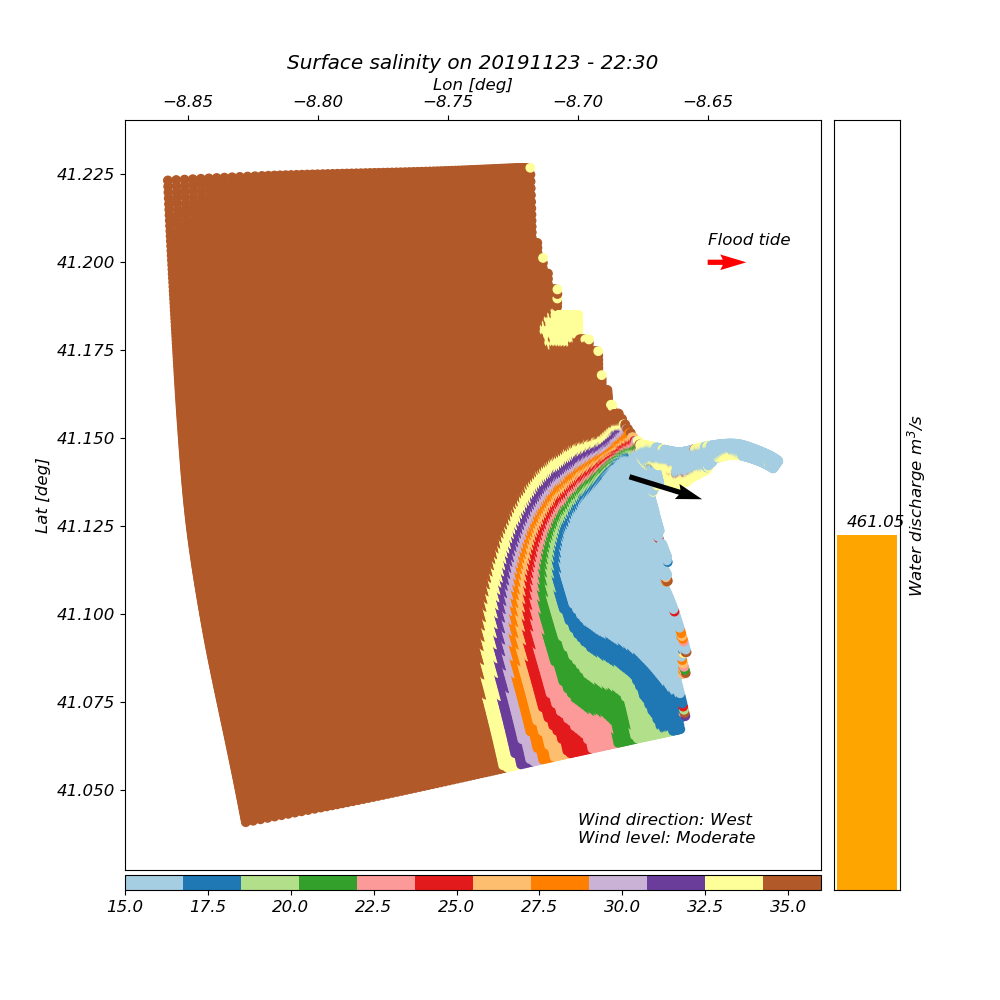 Surface salinity on 20191123 - 22:30
Lon [deg]
−8.85 −8.80 −8.75 −8.70 −8.65
41.225
41.200
41.175
41.150
41.125
41.100
41.075
41.050
Lat [deg]
Flood tide
461.05
Water discharge m³/s
Wind direction: West
Wind level: Moderate
15.0 17.5 20.0 22.5 25.0 27.5 30.0 32.5 35.0